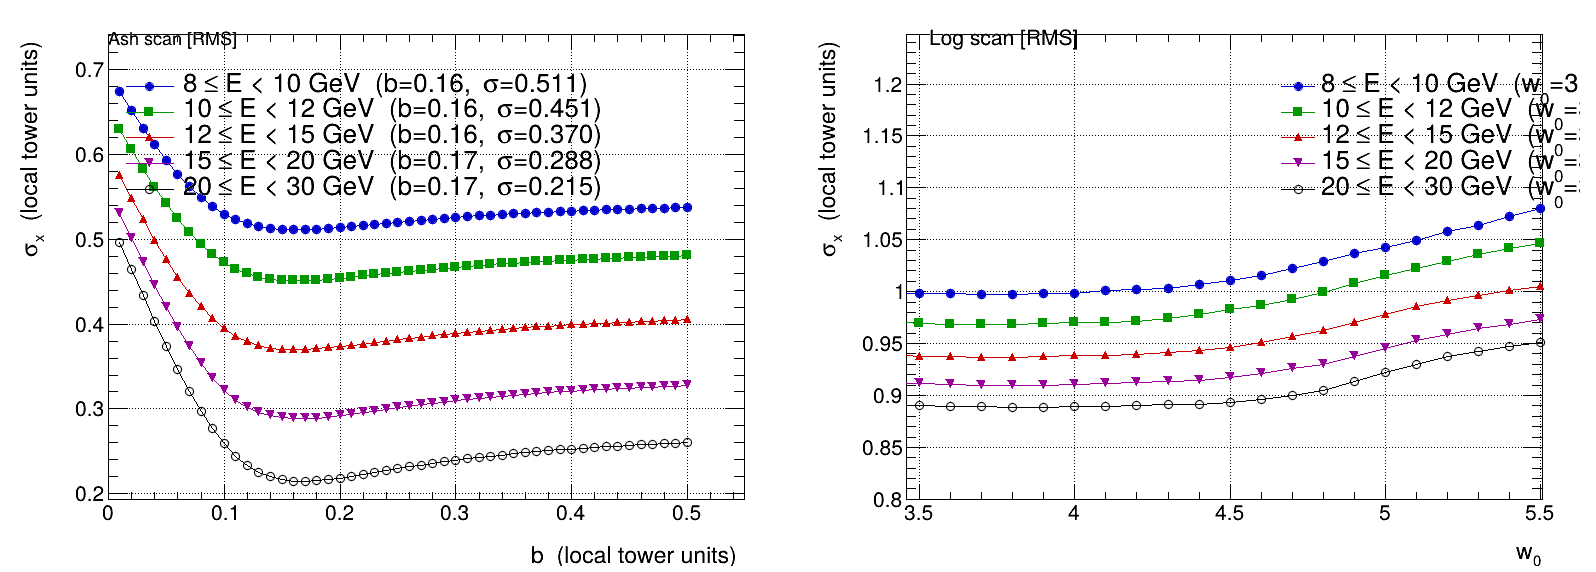 Ash scan [RMS]
σx (local tower units)
0.7
0.6
0.5
0.4
0.3
0.2
8 ≤ E < 10 GeV (b=0.16, σ=0.511)
10 ≤ E < 12 GeV (b=0.16, σ=0.451)
12 ≤ E < 15 GeV (b=0.16, σ=0.370)
15 ≤ E < 20 GeV (b=0.17, σ=0.288)
20 ≤ E < 30 GeV (b=0.17, σ=0.215)
0 0.1 0.2 0.3 0.4 0.5
b (local tower units)
Log scan [RMS]
σx (local tower units)
1.2
1.15
1.1
1.05
1
0.95
0.9
0.85
0.8
8 ≤ E < 10 GeV (w0=3
10 ≤ E < 12 GeV (w0=
12 ≤ E < 15 GeV (w0=
15 ≤ E < 20 GeV (w0=
20 ≤ E < 30 GeV (w0=
3.5 4 4.5 5 5.5
w0